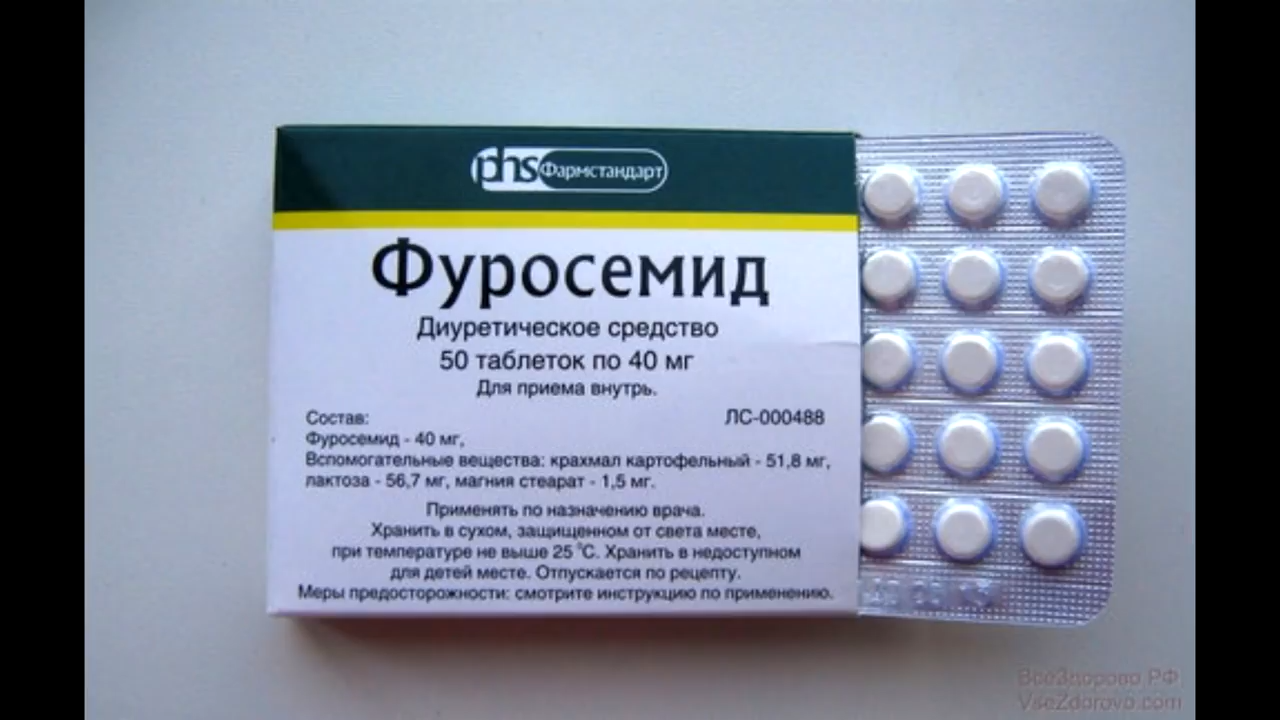 phs Фармстандарт
Фуросемид
Диуретическое средство
50 таблеток по 40 мг
Для приема внутрь.
Состав: ЛС-000488
Фуросемид - 40 мг,
Вспомогательные вещества: крахмал картофельный - 51,8 мг,
лактоза - 56,7 мг, магния стеарат - 1,5 мг.
Применять по назначению врача.
Хранить в сухом, защищенном от света месте,
при температуре не выше 25 °С. Хранить в недоступном
для детей месте. Отпускается по рецепту.
Меры предосторожности: смотрите инструкцию по применению.
ВсеЗдорово.РФ
VseZdorovo.com